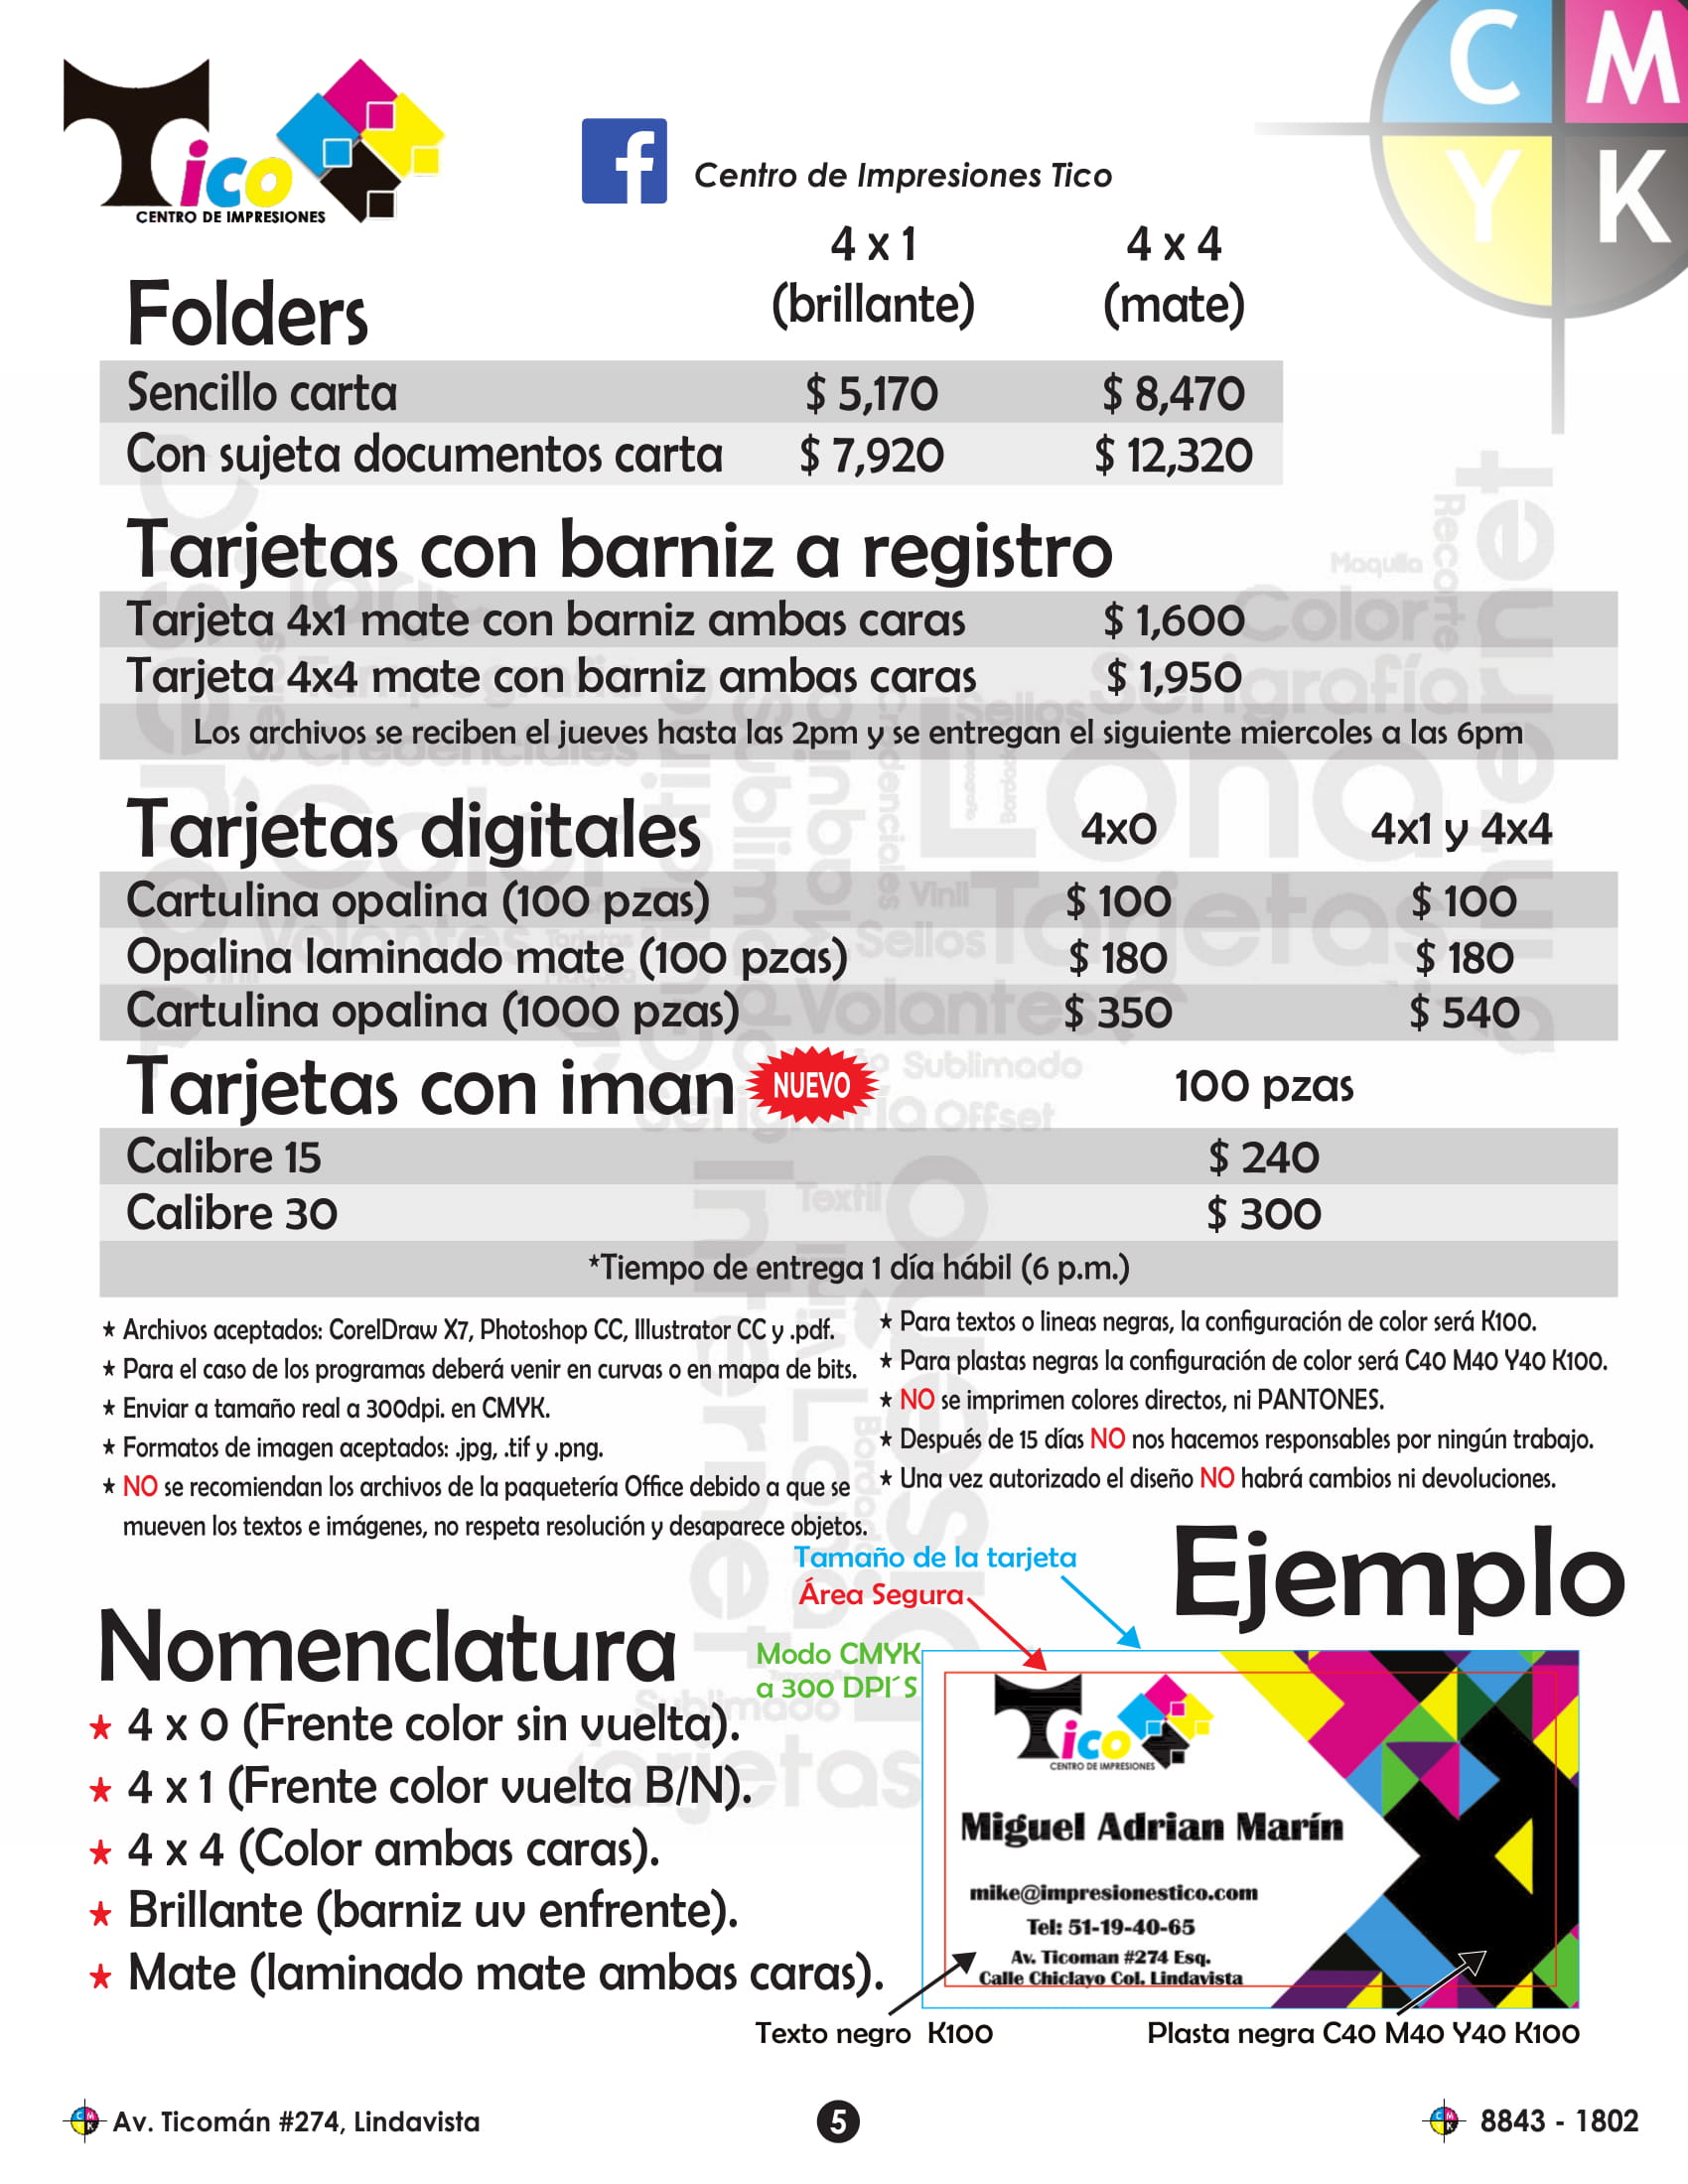 Tico
CENTRO DE IMPRESIONES
Centro de Impresiones Tico
C M
Y K
Folders
4 x 1
(brillante)
4 x 4
(mate)
Sencillo carta $ 5,170 $ 8,470
Con sujeta documentos carta $ 7,920 $ 12,320
Tarjetas con barniz a registro
Tarjeta 4x1 mate con barniz ambas caras $ 1,600
Tarjeta 4x4 mate con barniz ambas caras $ 1,950
Los archivos se reciben el jueves hasta las 2pm y se entregan el siguiente miercoles a las 6pm
Tarjetas digitales 4x0 4x1 y 4x4
Cartulina opalina (100 pzas) $ 100 $ 100
Opalina laminado mate (100 pzas) $ 180 $ 180
Cartulina opalina (1000 pzas) $ 350 $ 540
Tarjetas con iman NUEVO 100 pzas
Calibre 15 $ 240
Calibre 30 $ 300
*Tiempo de entrega 1 día hábil (6 p.m.)
★ Archivos aceptados: CorelDraw X7, Photoshop CC, Illustrator CC y .pdf.
★ Para el caso de los programas deberá venir en curvas o en mapa de bits.
★ Enviar a tamaño real a 300dpi. en CMYK.
★ Formatos de imagen aceptados: .jpg, .tif y .png.
★ NO se recomiendan los archivos de la paquetería Office debido a que se
mueven los textos e imágenes, no respeta resolución y desaparece objetos.
★ Para textos o lineas negras, la configuración de color será K100.
★ Para plastas negras la configuración de color será C40 M40 Y40 K100.
★ NO se imprimen colores directos, ni PANTONES.
★ Después de 15 días NO nos hacemos responsables por ningún trabajo.
★ Una vez autorizado el diseño NO habrá cambios ni devoluciones.
Nomenclatura
★ 4 x 0 (Frente color sin vuelta).
★ 4 x 1 (Frente color vuelta B/N).
★ 4 x 4 (Color ambas caras).
★ Brillante (barniz uv enfrente).
★ Mate (laminado mate ambas caras).
Ejemplo
Tamaño de la tarjeta
Área Segura
Modo CMYK
a 300 DPI´S
Tico
CENTRO DE IMPRESIONES
Miguel Adrian Marín
mike@impresionestico.com
Tel: 51-19-40-65
Av. Ticoman #274 Esq.
Calle Chiclayo Col. Lindavista
Texto negro K100
Plasta negra C40 M40 Y40 K100
Av. Ticomán #274, Lindavista
5
8843 - 1802